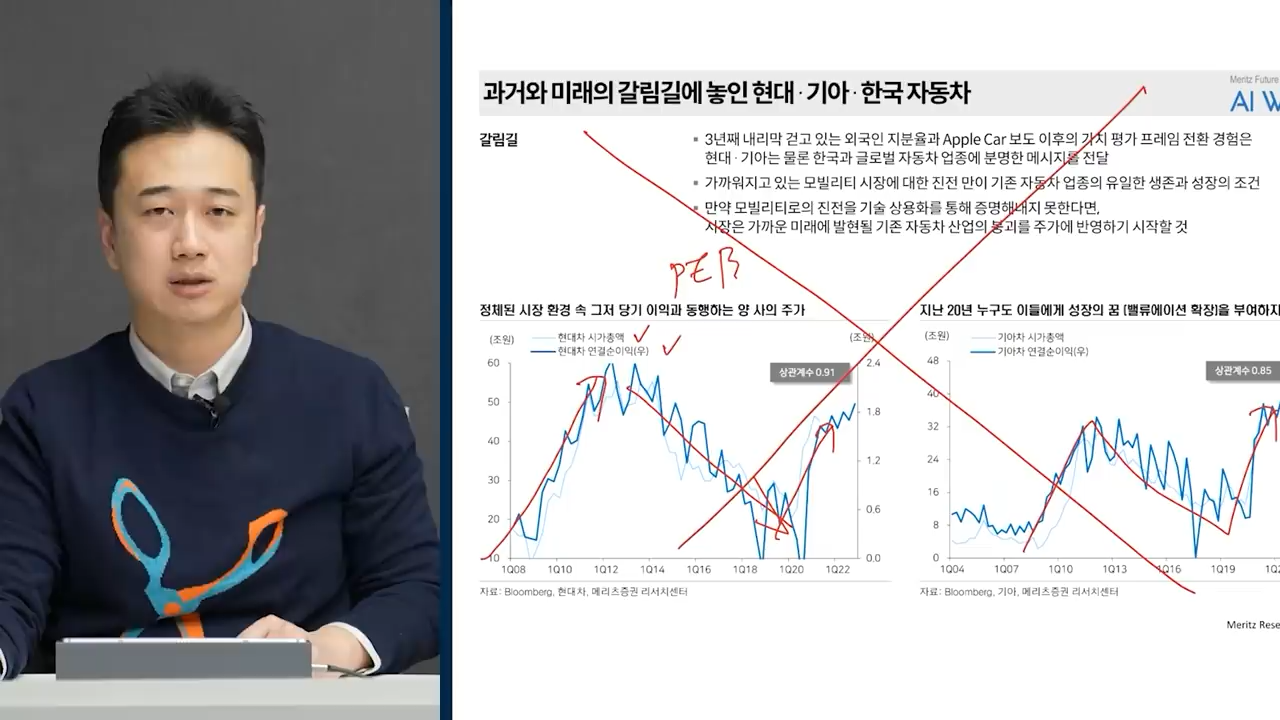 과거와 미래의 갈림길에 놓인 현대·기아·한국 자동차
Meritz Future
AI W
갈림길
▪ 3년째 내리막 걷고 있는 외국인 지분율과 Apple Car 보도 이후의 가치 평가 프레임 전환 경험은
현대·기아는 물론 한국과 글로벌 자동차 업종에 분명한 메시지를 전달
▪ 가까워지고 있는 모빌리티 시장에 대한 진전 만이 기존 자동차 업종의 유일한 생존과 성장의 조건
▪ 만약 모빌리티로의 진전을 기술 상용화를 통해 증명해내지 못한다면,
시장은 가까운 미래에 발현될 기존 자동차 산업의 붕괴를 주가에 반영하기 시작할 것
정체된 시장 환경 속 그저 당기 이익과 동행하는 양 사의 주가
(조원)
현대차 시가총액
현대차 연결순이익(우)
(조원)
상관계수 0.91
60
50
40
30
20
10
2.4
1.8
1.2
0.6
0.0
1Q08 1Q10 1Q12 1Q14 1Q16 1Q18 1Q20 1Q22
자료: Bloomberg, 현대차, 메리츠증권 리서치센터
지난 20년 누구도 이들에게 성장의 꿈 [밸류에이션 확장]을 부여하지
(조원)
기아차 시가총액
기아차 연결순이익(우)
상관계수 0.85
48
40
32
24
16
8
0
1Q04 1Q07 1Q10 1Q13 1Q16 1Q19 1Q2
자료: Bloomberg, 기아, 메리츠증권 리서치센터
Meritz Rese